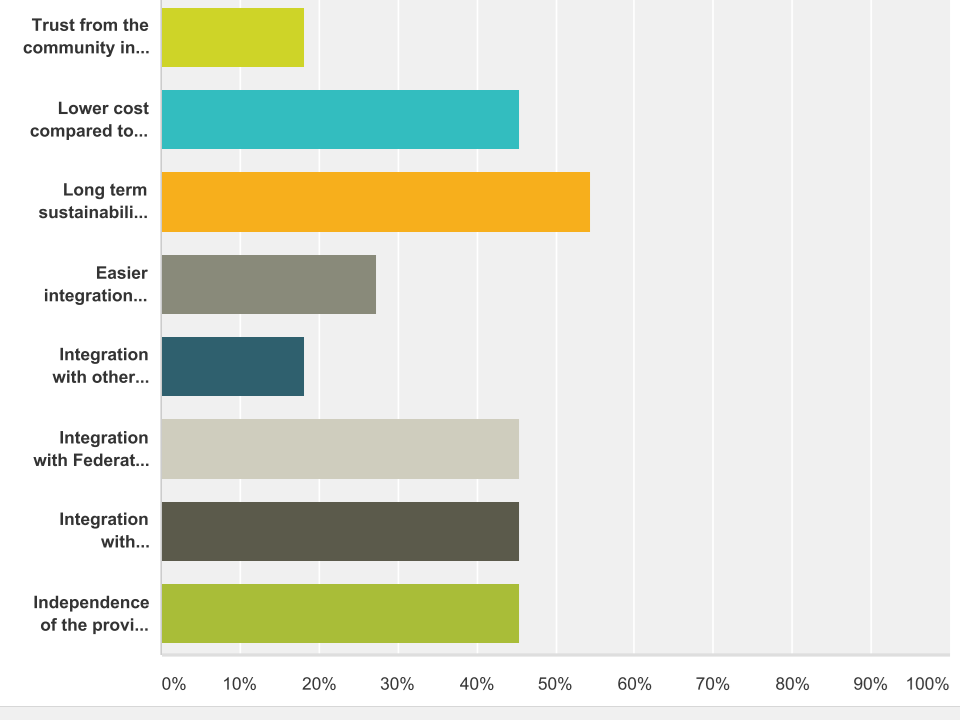 Trust from the
community in...
Lower cost
compared to...
Long term
sustainabili...
Easier
integration...
Integration
with other...
Integration
with Federat...
Integration
with...
Independence
of the provi...
0% 10% 20% 30% 40% 50% 60% 70% 80% 90% 100%